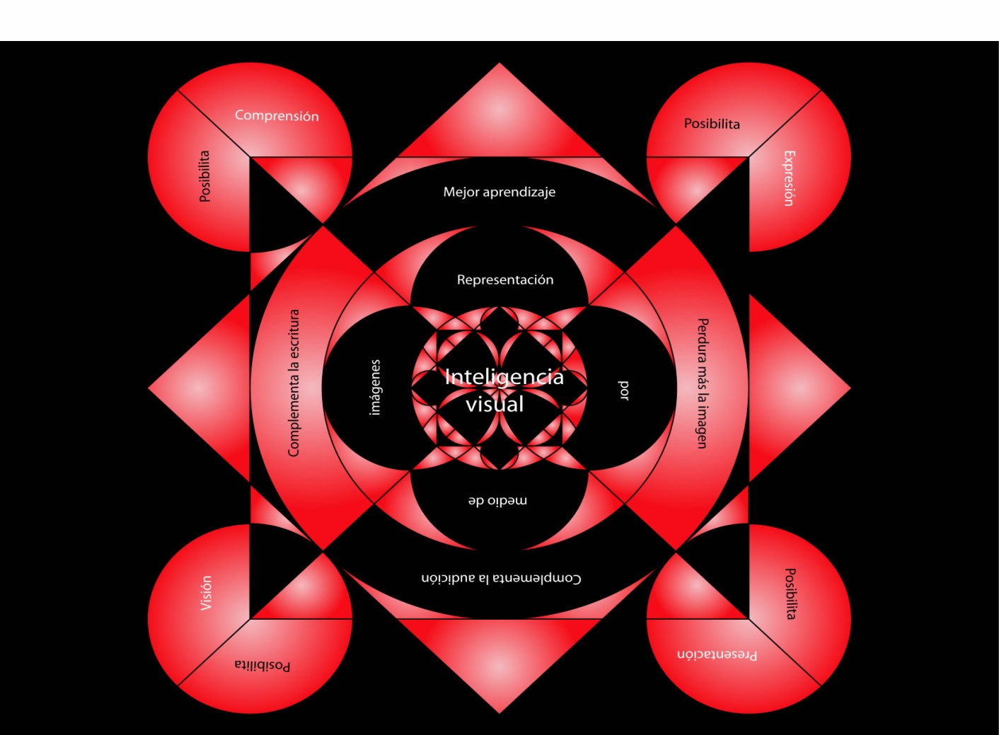 Comprensión
Posibilita
Posibilita
Expresión
Mejor aprendizaje
Representación
por
medio de
imágenes
Inteligencia
visual
Complementa la escritura
Perdura más la imagen
Complementa la audición
Visión
Posibilita
Posibilita
Presentación